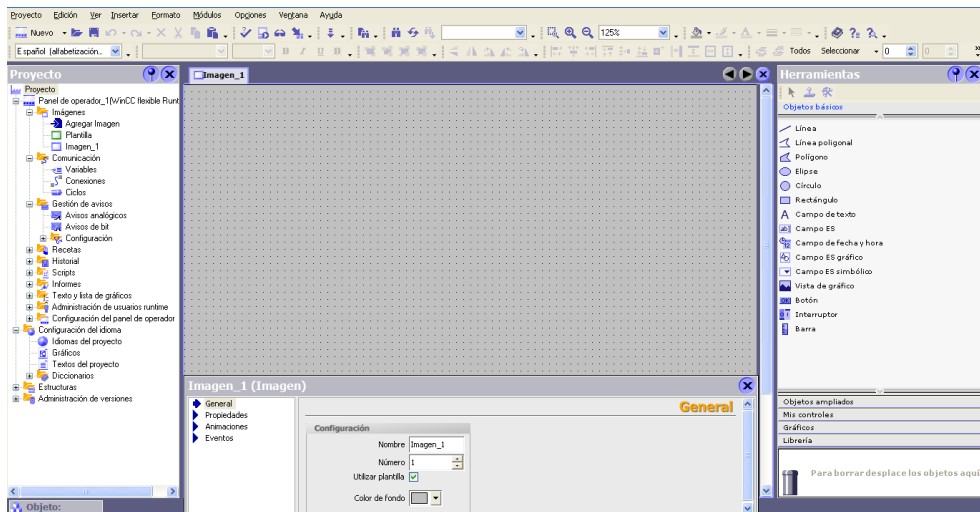 Proyecto Edición Ver Insertar Formato Módulos Opciones Ventana Ayuda
Nuevo 125%
Español (alfabetización... Todos Seleccionar 0 0
Proyecto
Proyecto
Panel de operador_1(WinCC flexible Runt
Imágenes
Agregar Imagen
Plantilla
Imagen_1
Comunicación
Variables
Conexiones
Ciclos
Gestión de avisos
Avisos analógicos
Avisos de bit
Configuración
Recetas
Historial
Scripts
Informes
Texto y lista de gráficos
Administración de usuarios runtime
Configuración del panel de operador
Configuración del idioma
Idiomas del proyecto
Gráficos
Textos del proyecto
Diccionarios
Estructuras
Administración de versiones
Objeto:
Imagen_1
Imagen_1 (Imagen)
General
Propiedades
Animaciones
Eventos
General
Configuración
Nombre Imagen_1
Número 1
Utilizar plantilla
Color de fondo
Herramientas
Objetos básicos
Línea
Línea poligonal
Polígono
Elipse
Círculo
Rectángulo
A Campo de texto
Campo ES
Campo de fecha y hora
Campo ES gráfico
Campo ES simbólico
Vista de gráfico
Botón
Interruptor
Barra
Objetos ampliados
Mis controles
Gráficos
Librería
Para borrar desplace los objetos aquí